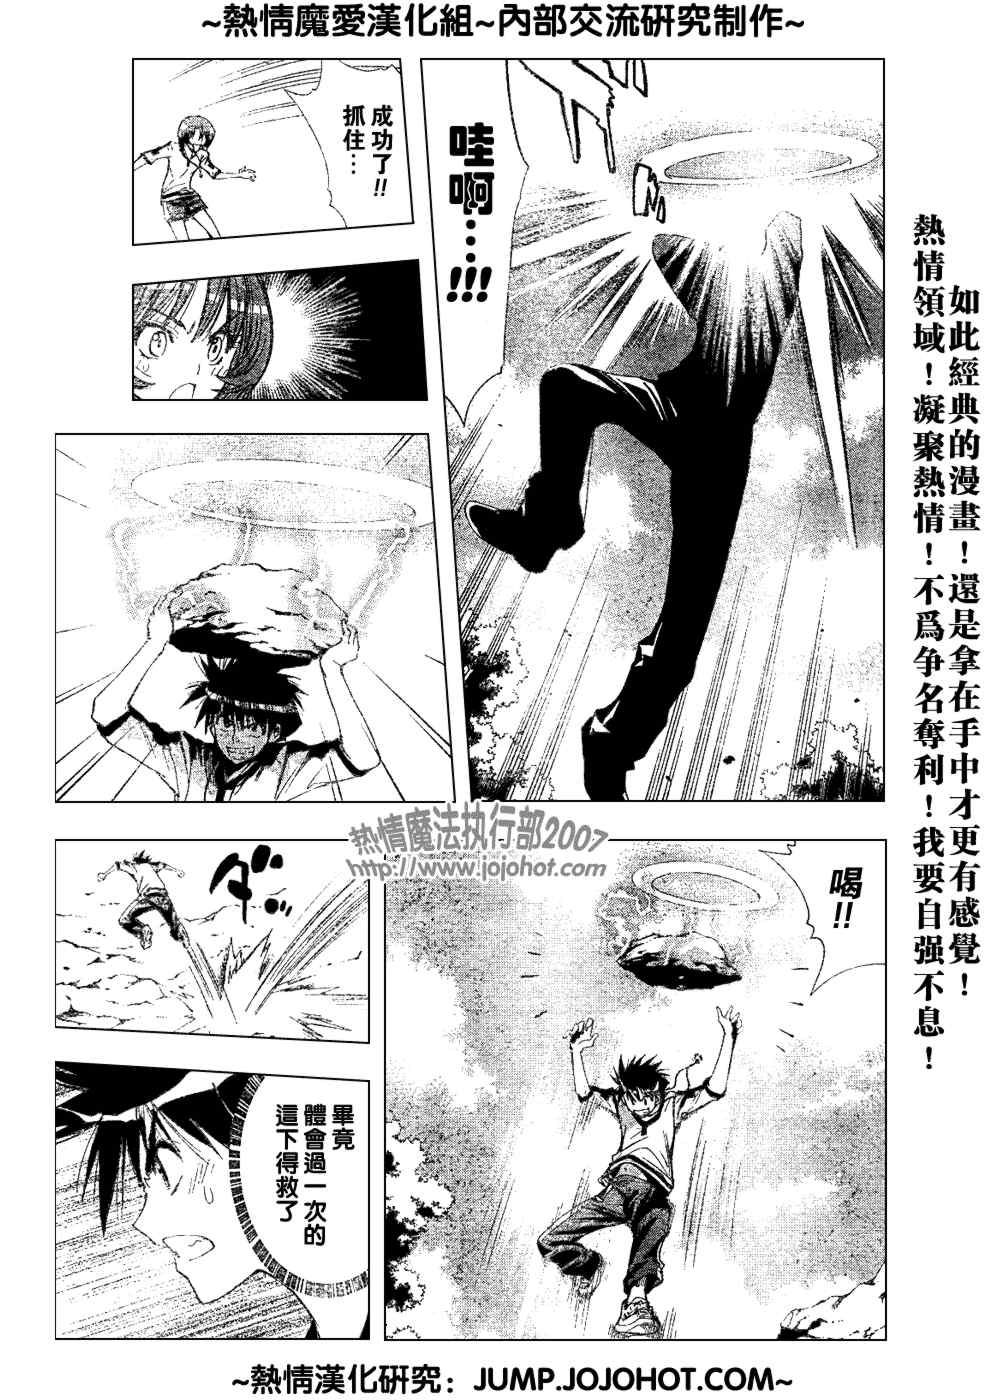 ~熱情魔愛漢化組~內部交流研究制作~
哇啊…‥!!!
成功了!!
抓住…
熱情魔法执行部2007
http://www.jojohot.com
喝!!
ダッ
畢竟
體會過一次的
這下得救了
如此經典的漫畫！還是拿在手中才更有感覺！
熱情領域！凝聚熱情！不爲争名奪利！我要自强不息！
~熱情漢化研究：JUMP.JOJOHOT.COM~